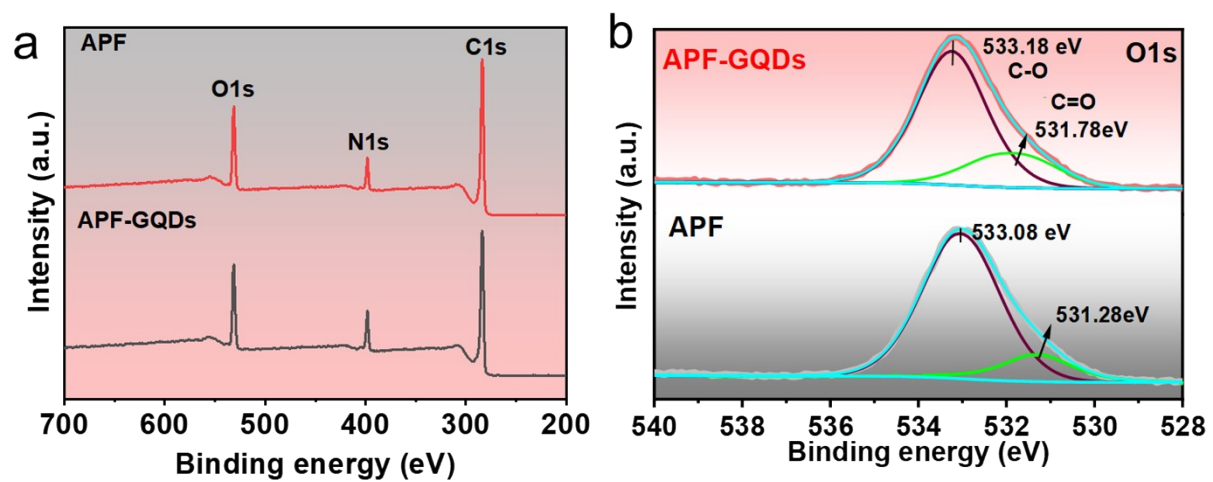 a
APF
C1s
O1s
N1s
APF-GQDs
Intensity (a.u.)
700 600 500 400 300 200
Binding energy (eV)
b
APF-GQDs
533.18 eV
O1s
C-O
C=O
531.78eV
APF
533.08 eV
531.28eV
Intensity (a.u.)
540 538 536 534 532 530 528
Binding energy (eV)